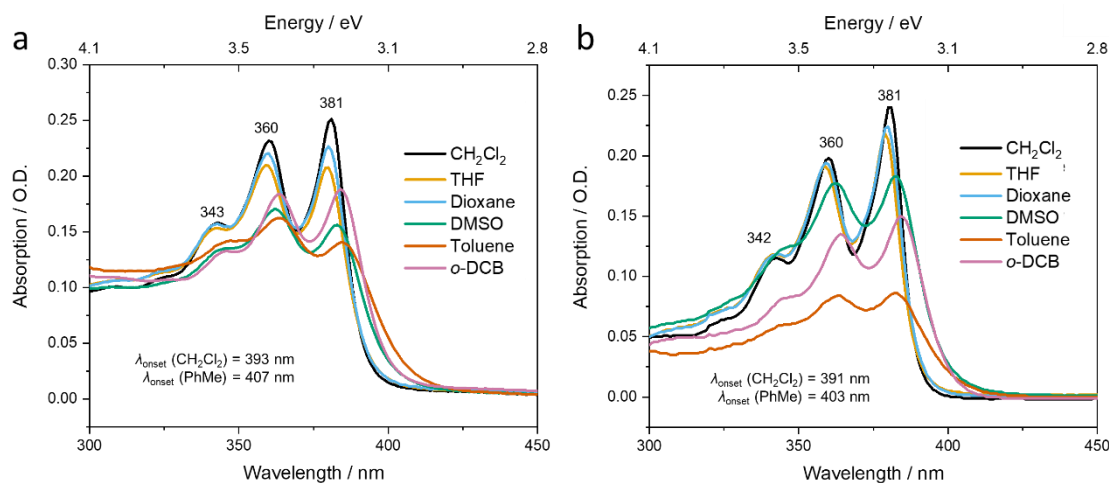 a
Energy / eV
4.1 3.5 3.1 2.8
0.30
0.25
0.20
0.15
0.10
0.05
0.00
Absorption / O.D.
343
360
381
CH₂Cl₂
THF
Dioxane
DMSO
Toluene
o-DCB
λonset (CH₂Cl₂) = 393 nm
λonset (PhMe) = 407 nm
300 350 400 450
Wavelength / nm
b
Energy / eV
4.1 3.5 3.1 2.8
0.25
0.20
0.15
0.10
0.05
0.00
Absorption / O.D.
342
360
381
CH₂Cl₂
THF
Dioxane
DMSO
Toluene
o-DCB
λonset (CH₂Cl₂) = 391 nm
λonset (PhMe) = 403 nm
300 350 400 450
Wavelength / nm